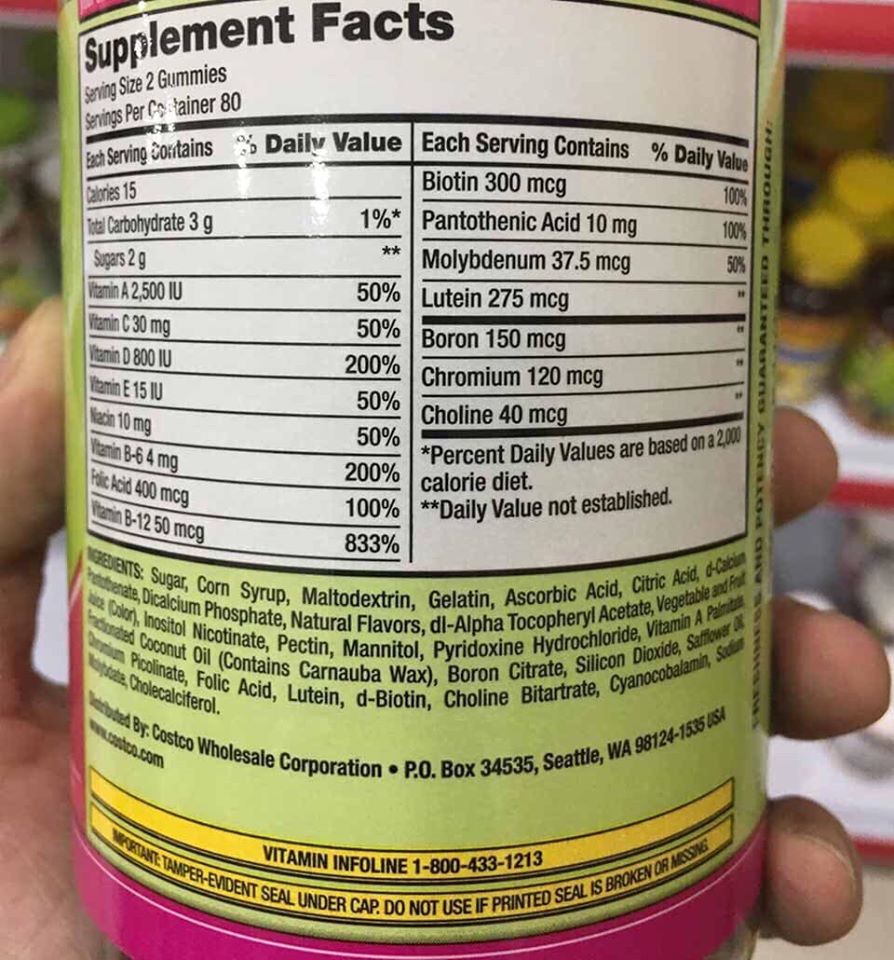 Supplement Facts
Serving Size 2 Gummies
Servings Per Container 80
Each Serving Contains % Daily Value
Calories 15
Total Carbohydrate 3 g 1%*
Sugars 2 g **
Vitamin A 2,500 IU 50%
Vitamin C 30 mg 50%
Vitamin D 800 IU 200%
Vitamin E 15 IU 50%
Niacin 10 mg 50%
Vitamin B-6 4 mg 200%
Folic Acid 400 mcg 100%
Vitamin B-12 50 mcg 833%
Each Serving Contains % Daily Value
Biotin 300 mcg 100%
Pantothenic Acid 10 mg 100%
Molybdenum 37.5 mcg 50%
Lutein 275 mcg **
Boron 150 mcg **
Chromium 120 mcg **
Choline 40 mcg **
*Percent Daily Values are based on a 2,000
calorie diet.
**Daily Value not established.
INGREDIENTS: Sugar, Corn Syrup, Maltodextrin, Gelatin, Ascorbic Acid, Citric Acid, d-Calcium
Pantothenate, Dicalcium Phosphate, Natural Flavors, dl-Alpha Tocopheryl Acetate, Vegetable and Fruit
Juice (Color), Inositol Nicotinate, Pectin, Mannitol, Pyridoxine Hydrochloride, Vitamin A Palmitate,
Fractionated Coconut Oil (Contains Carnauba Wax), Boron Citrate, Silicon Dioxide, Safflower Oil,
Chromium Picolinate, Folic Acid, Lutein, d-Biotin, Choline Bitartrate, Cyanocobalamin, Sodium
Molybdate, Cholecalciferol.
Distributed By: Costco Wholesale Corporation • P.O. Box 34535, Seattle, WA 98124-1535 USA
www.costco.com
VITAMIN INFOLINE 1-800-433-1213
IMPORTANT: TAMPER-EVIDENT SEAL UNDER CAP. DO NOT USE IF PRINTED SEAL IS BROKEN OR MISSING.
FRESHNESS AND POTENCY GUARANTEED THROUGH: